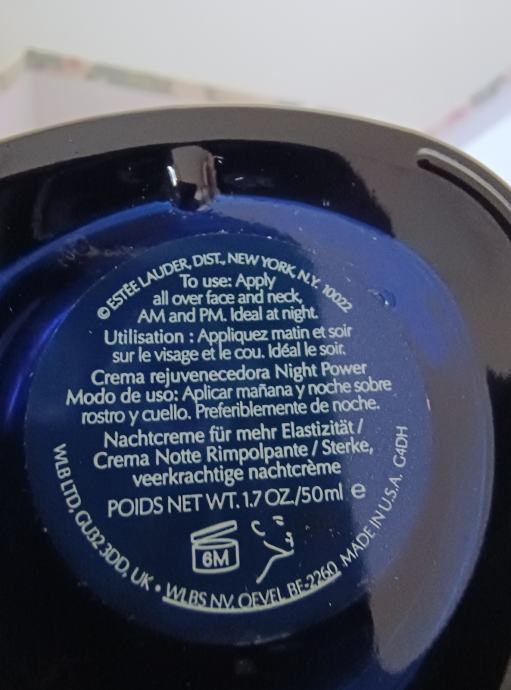 © ESTĒE LAUDER, DIST., NEW YORK, N.Y. 10022
To use: Apply
all over face and neck,
AM and PM. Ideal at night.
Utilisation : Appliquez matin et soir
sur le visage et le cou. Idéal le soir.
Crema rejuvenecedora Night Power
Modo de uso: Aplicar mañana y noche sobre
rostro y cuello. Preferiblemente de noche.
Nachtcreme für mehr Elastizität /
Crema Notte Rimpolpante / Sterke,
veerkrachtige nachtcrème
POIDS NET WT. 1.7 OZ./50ml e
6M
WLB LTD, GU32 3DD, UK • WLBS NV, OEVEL BE-2260 MADE IN U.S.A. C4DH